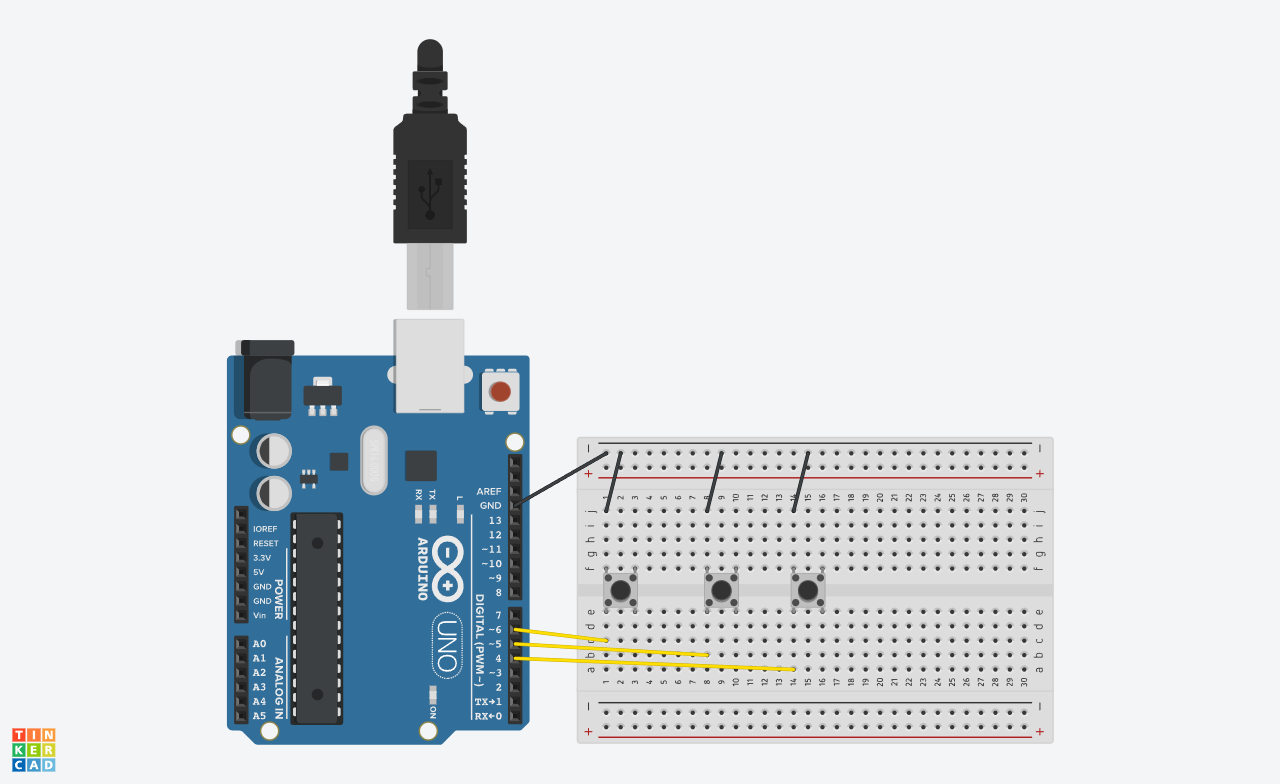 RX
TX
L
AREF
GND
13
12
~11
~10
~9
8
7
~6
~5
4
~3
2
TX→1
RX←0
DIGITAL (PWM~)
ARDUINO
UNO
ON
IOREF
RESET
3.3V
5V
GND
GND
Vin
POWER
A0
A1
A2
A3
A4
A5
ANALOG IN
− −
+ +
1 2 3 4 5 6 7 8 9 10 11 12 13 14 15 16 17 18 19 20 21 22 23 24 25 26 27 28 29 30
j j
i i
h h
g g
f f
e e
d d
c c
b b
a a
1 2 3 4 5 6 7 8 9 10 11 12 13 14 15 16 17 18 19 20 21 22 23 24 25 26 27 28 29 30
− −
+ +
TIN
KER
CAD